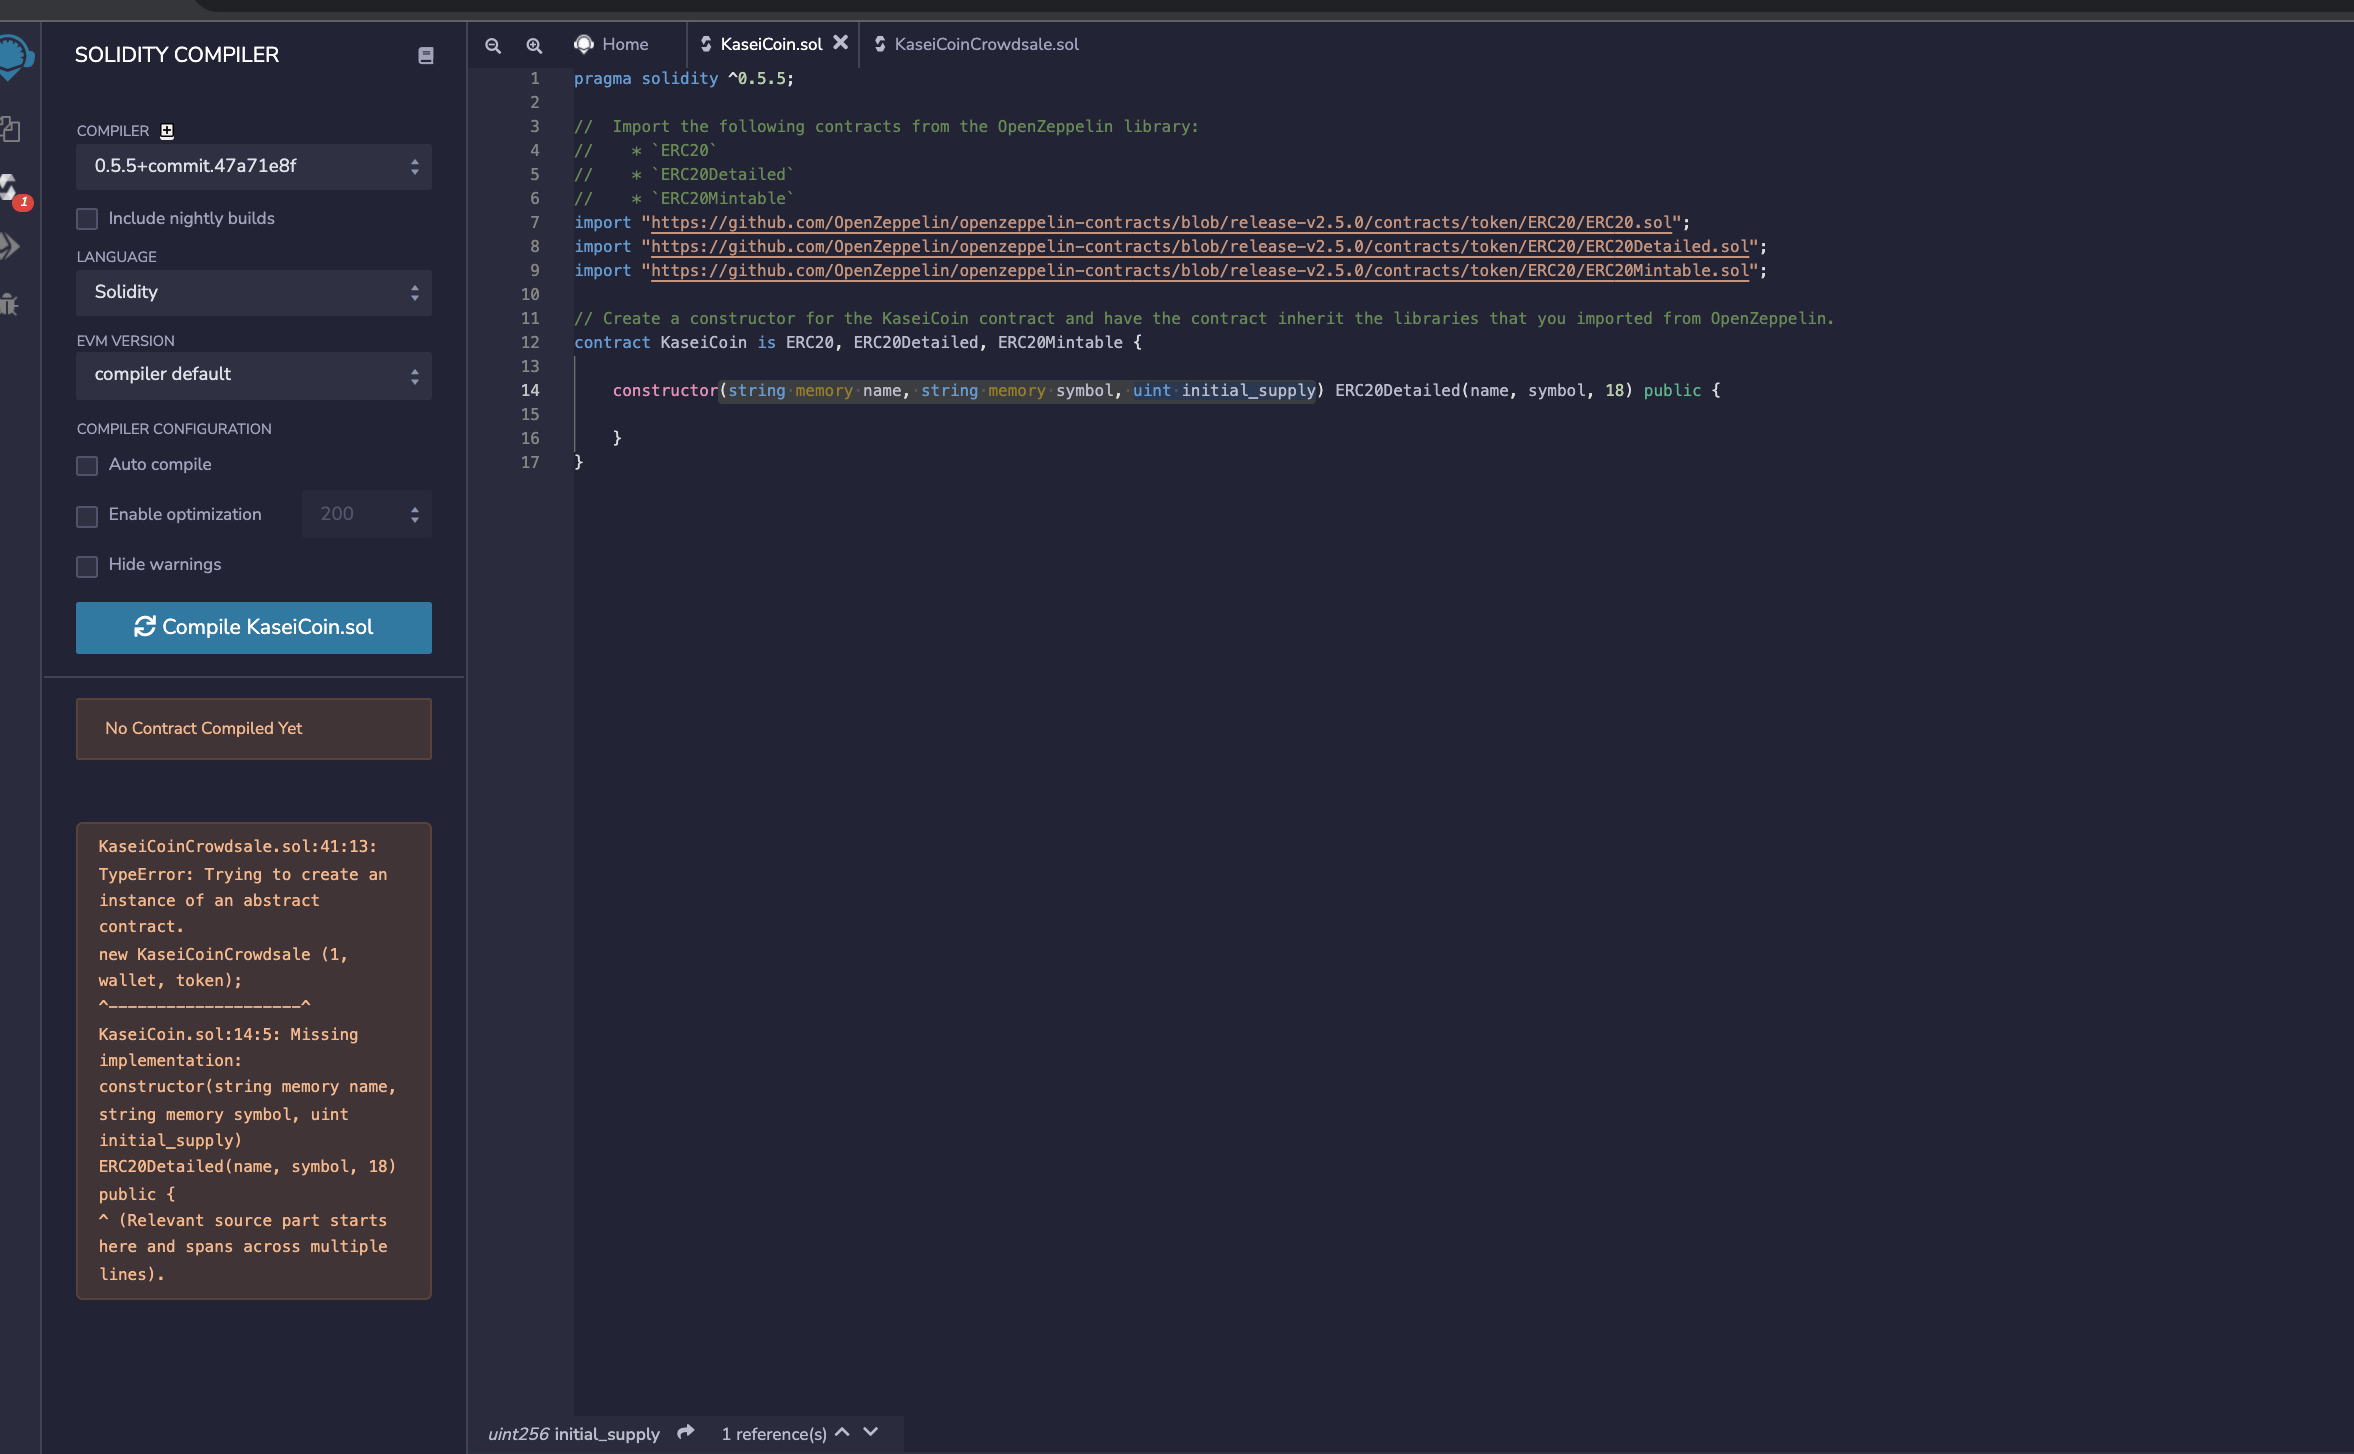 SOLIDITY COMPILER
COMPILER
0.5.5+commit.47a71e8f
Include nightly builds
LANGUAGE
Solidity
EVM VERSION
compiler default
COMPILER CONFIGURATION
Auto compile
Enable optimization
200
Hide warnings
Compile KaseiCoin.sol
No Contract Compiled Yet
KaseiCoinCrowdsale.sol:41:13:
TypeError: Trying to create an
instance of an abstract
contract.
new KaseiCoinCrowdsale (1,
wallet, token);
^--------------------^
KaseiCoin.sol:14:5: Missing
implementation:
constructor(string memory name,
string memory symbol, uint
initial_supply)
ERC20Detailed(name, symbol, 18)
public {
^ (Relevant source part starts
here and spans across multiple
lines).
1
Home
KaseiCoin.sol
KaseiCoinCrowdsale.sol
1 pragma solidity ^0.5.5;
2
3 //  Import the following contracts from the OpenZeppelin library:
4 //    * `ERC20`
5 //    * `ERC20Detailed`
6 //    * `ERC20Mintable`
7 import "https://github.com/OpenZeppelin/openzeppelin-contracts/blob/release-v2.5.0/contracts/token/ERC20/ERC20.sol";
8 import "https://github.com/OpenZeppelin/openzeppelin-contracts/blob/release-v2.5.0/contracts/token/ERC20/ERC20Detailed.sol";
9 import "https://github.com/OpenZeppelin/openzeppelin-contracts/blob/release-v2.5.0/contracts/token/ERC20/ERC20Mintable.sol";
10
11 // Create a constructor for the KaseiCoin contract and have the contract inherit the libraries that you imported from OpenZeppelin.
12 contract KaseiCoin is ERC20, ERC20Detailed, ERC20Mintable {
13
14     constructor(string memory name, string memory symbol, uint initial_supply) ERC20Detailed(name, symbol, 18) public {
15
16     }
17 }
uint256 initial_supply 1 reference(s)